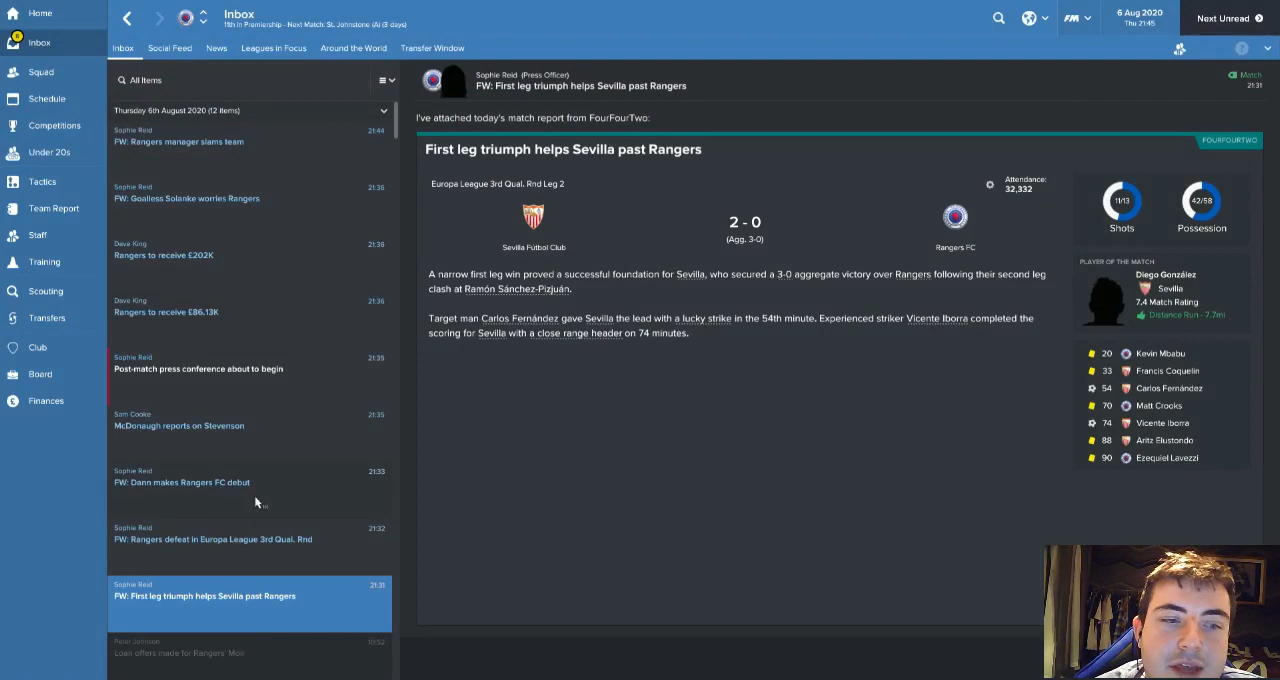 Home
Inbox
Squad
Schedule
Competitions
Under 20s
Tactics
Team Report
Staff
Training
Scouting
Transfers
Club
Board
Finances
Inbox
11th in Premiership - Next Match: St. Johnstone (A) (3 days)
FM
6 Aug 2020
Thu 21:45
Next Unread
Inbox Social Feed News Leagues in Focus Around the World Transfer Window
All Items
Thursday 6th August 2020 (12 items)
Sophie Reid 21:44
FW: Rangers manager slams team
Sophie Reid 21:36
FW: Goalless Solanke worries Rangers
Dave King 21:36
Rangers to receive £202K
Dave King 21:36
Rangers to receive £86.13K
Sophie Reid 21:35
Post-match press conference about to begin
Sam Cooke 21:35
McDonaugh reports on Stevenson
Sophie Reid 21:33
FW: Dann makes Rangers FC debut
Sophie Reid 21:32
FW: Rangers defeat in Europa League 3rd Qual. Rnd
Sophie Reid 21:31
FW: First leg triumph helps Sevilla past Rangers
Peter Johnson 10:52
Loan offers made for Rangers' Moir
Sophie Reid (Press Officer)
FW: First leg triumph helps Sevilla past Rangers
Match
21:31
I've attached today's match report from FourFourTwo:
FOURFOURTWO
First leg triumph helps Sevilla past Rangers
Europa League 3rd Qual. Rnd Leg 2
Attendance:
32,332
2 - 0
(Agg. 3-0)
Sevilla Fútbol Club
Rangers FC
A narrow first leg win proved a successful foundation for Sevilla, who secured a 3-0 aggregate victory over Rangers following their second leg
clash at Ramón Sánchez-Pizjuán.
Target man Carlos Fernández gave Sevilla the lead with a lucky strike in the 54th minute. Experienced striker Vicente Iborra completed the
scoring for Sevilla with a close range header on 74 minutes.
11/13
Shots
42/58
Possession
PLAYER OF THE MATCH
Diego González
Sevilla
7.4 Match Rating
Distance Run - 7.7mi
20 Kevin Mbabu
33 Francis Coquelin
54 Carlos Fernández
70 Matt Crooks
74 Vicente Iborra
88 Aritz Elustondo
90 Ezequiel Lavezzi